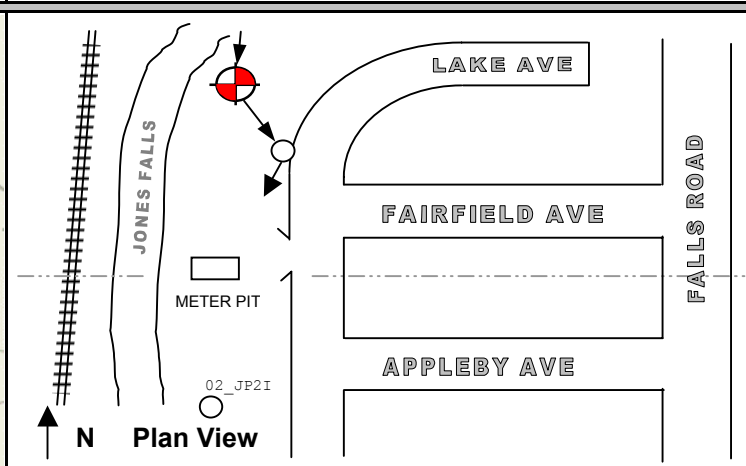 LAKE AVE
JONES FALLS
FALLS ROAD
FAIRFIELD AVE
METER PIT
APPLEBY AVE
02_JP2I
N Plan View